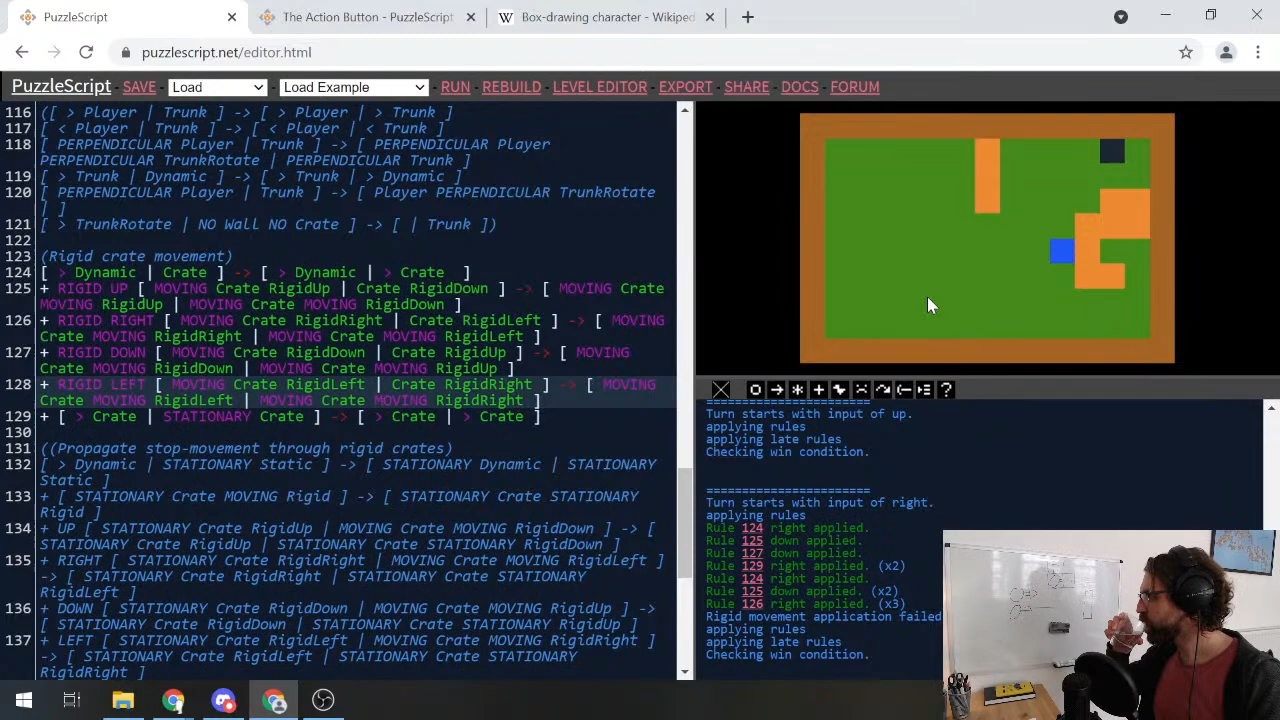 PuzzleScript
The Action Button - PuzzleScript
Box-drawing character - Wikiped
puzzlescript.net/editor.html
PuzzleScript - SAVE - Load Load Example - RUN - REBUILD - LEVEL EDITOR - EXPORT - SHARE - DOCS - FORUM
116 ([ > Player | Trunk ] -> [ > Player | > Trunk ]
117 [ < Player | Trunk ] -> [ < Player | < Trunk ]
118 [ PERPENDICULAR Player | Trunk ] -> [ PERPENDICULAR Player
PERPENDICULAR TrunkRotate | PERPENDICULAR Trunk ]
119 [ > Trunk | Dynamic ] -> [ > Trunk | > Dynamic ]
120 [ PERPENDICULAR Player | Trunk ] -> [ Player PERPENDICULAR TrunkRotate
| ]
121 [ > TrunkRotate | NO Wall NO Crate ] -> [ | Trunk ])
122
123 (Rigid crate movement)
124 [ > Dynamic | Crate ] -> [ > Dynamic | > Crate ]
125 + RIGID UP [ MOVING Crate RigidUp | Crate RigidDown ] -> [ MOVING Crate
MOVING RigidUp | MOVING Crate MOVING RigidDown ]
126 + RIGID RIGHT [ MOVING Crate RigidRight | Crate RigidLeft ] -> [ MOVING
Crate MOVING RigidRight | MOVING Crate MOVING RigidLeft ]
127 + RIGID DOWN [ MOVING Crate RigidDown | Crate RigidUp ] -> [ MOVING
Crate MOVING RigidDown | MOVING Crate MOVING RigidUp ]
128 + RIGID LEFT [ MOVING Crate RigidLeft | Crate RigidRight ] -> [ MOVING
Crate MOVING RigidLeft | MOVING Crate MOVING RigidRight ]
129 + [ > Crate | STATIONARY Crate ] -> [ > Crate | > Crate ]
130
131 ((Propagate stop-movement through rigid crates)
132 [ > Dynamic | STATIONARY Static ] -> [ STATIONARY Dynamic | STATIONARY
Static ]
133 + [ STATIONARY Crate MOVING Rigid ] -> [ STATIONARY Crate STATIONARY
Rigid ]
134 + UP [ STATIONARY Crate RigidUp | MOVING Crate MOVING RigidDown ] -> [
STATIONARY Crate RigidUp | STATIONARY Crate STATIONARY RigidDown ]
135 + RIGHT [ STATIONARY Crate RigidRight | MOVING Crate MOVING RigidLeft ]
-> [ STATIONARY Crate RigidRight | STATIONARY Crate STATIONARY
RigidLeft ]
136 + DOWN [ STATIONARY Crate RigidDown | MOVING Crate MOVING RigidUp ] ->
[ STATIONARY Crate RigidDown | STATIONARY Crate STATIONARY RigidUp ]
137 + LEFT [ STATIONARY Crate RigidLeft | MOVING Crate MOVING RigidRight ]
-> [ STATIONARY Crate RigidLeft | STATIONARY Crate STATIONARY
RigidRight ]
=======================
Turn starts with input of up.
applying rules
applying late rules
Checking win condition.
=======================
Turn starts with input of right.
applying rules
Rule 124 right applied.
Rule 125 down applied.
Rule 127 down applied.
Rule 129 right applied. (x2)
Rule 124 right applied.
Rule 125 down applied. (x2)
Rule 126 right applied. (x3)
Rigid movement application failed
applying rules
applying late rules
Checking win condition.